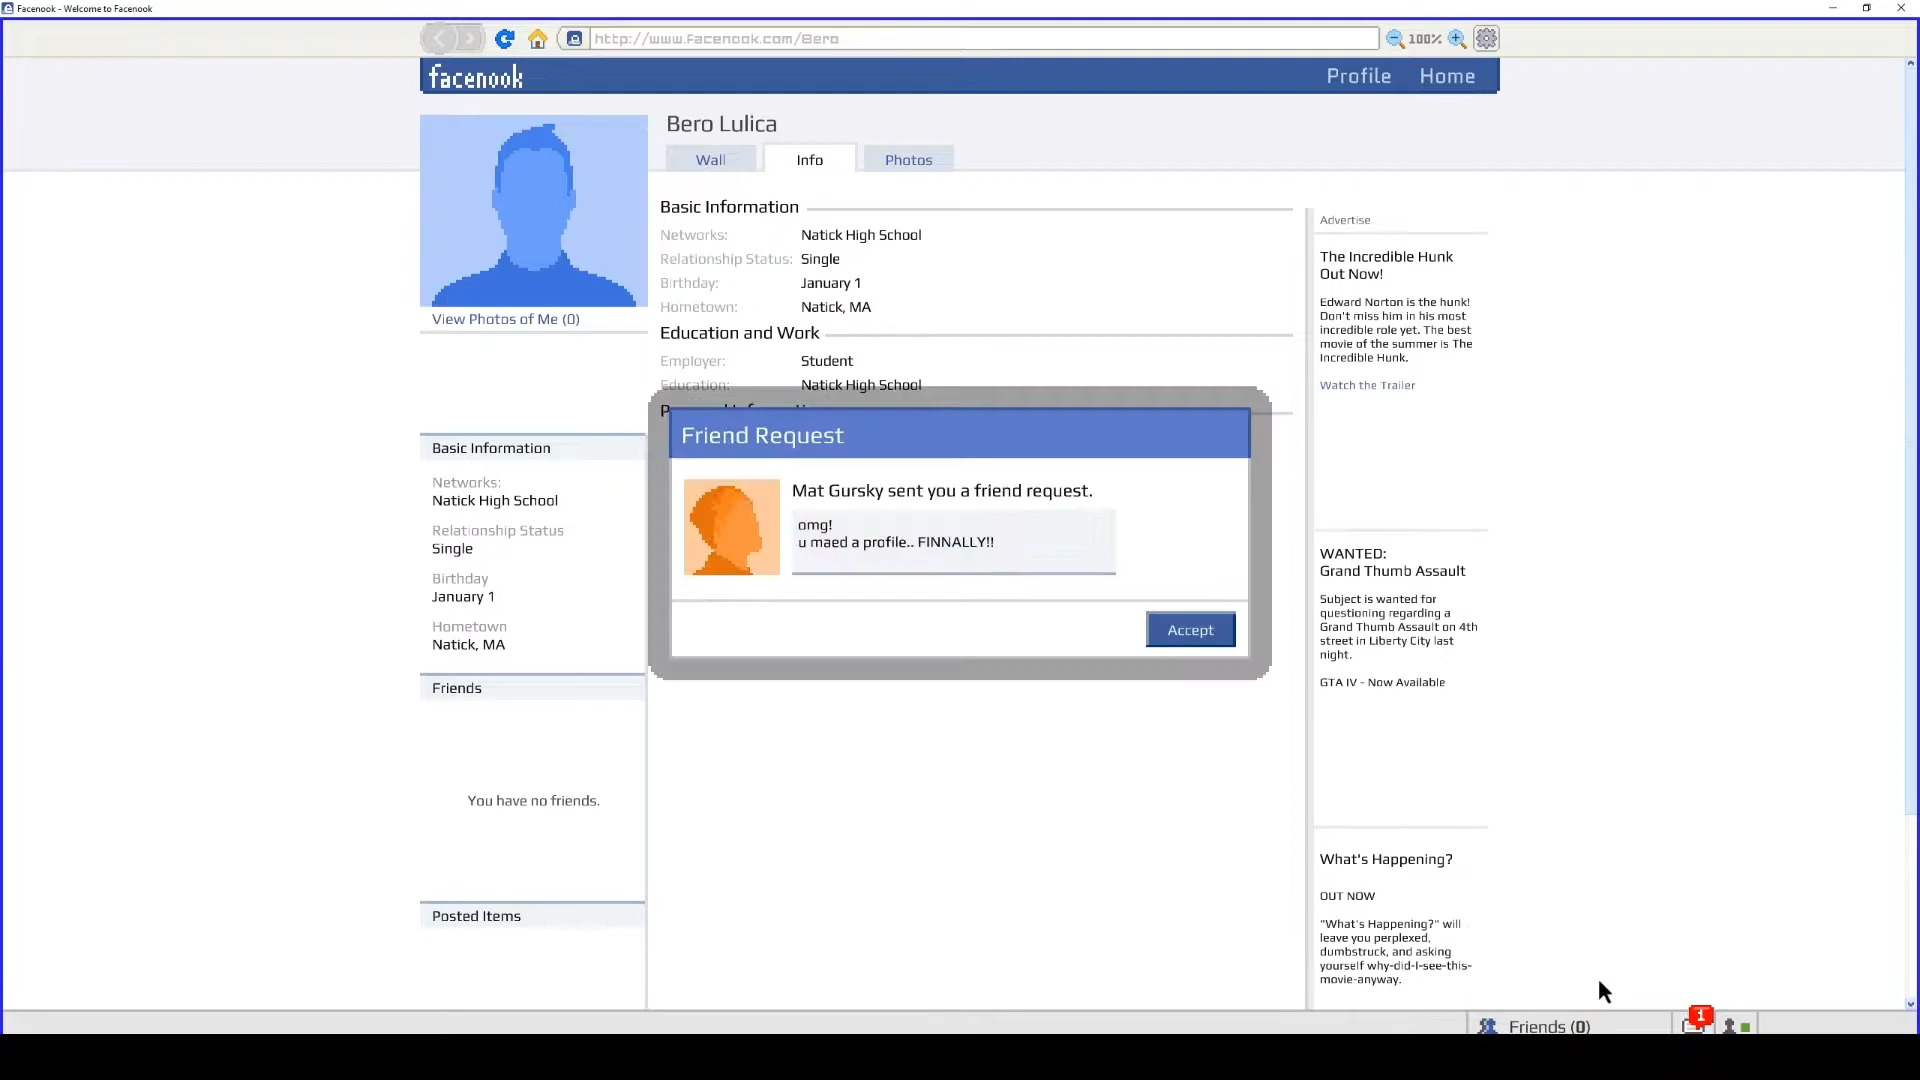 Facenook - Welcome to Facenook
http://www.facenook.com/Bero
100%
facenook
Profile
Home
Bero Lulica
Wall
Info
Photos
View Photos of Me (0)
Basic Information
Networks: Natick High School
Relationship Status: Single
Birthday: January 1
Hometown: Natick, MA
Education and Work
Employer: Student
Education: Natick High School
Friend Request
Mat Gursky sent you a friend request.
omg!
u maed a profile.. FINNALLY!!
Accept
Basic Information
Networks:
Natick High School
Relationship Status
Single
Birthday
January 1
Hometown
Natick, MA
Friends
You have no friends.
Posted Items
Advertise
The Incredible Hunk
Out Now!
Edward Norton is the hunk!
Don't miss him in his most
incredible role yet. The best
movie of the summer is The
Incredible Hunk.
Watch the Trailer
WANTED:
Grand Thumb Assault
Subject is wanted for
questioning regarding a
Grand Thumb Assault on 4th
street in Liberty City last
night.
GTA IV - Now Available
What's Happening?
OUT NOW
"What's Happening?" will
leave you perplexed,
dumbstruck, and asking
yourself why-did-I-see-this-
movie-anyway.
Friends (0)
1